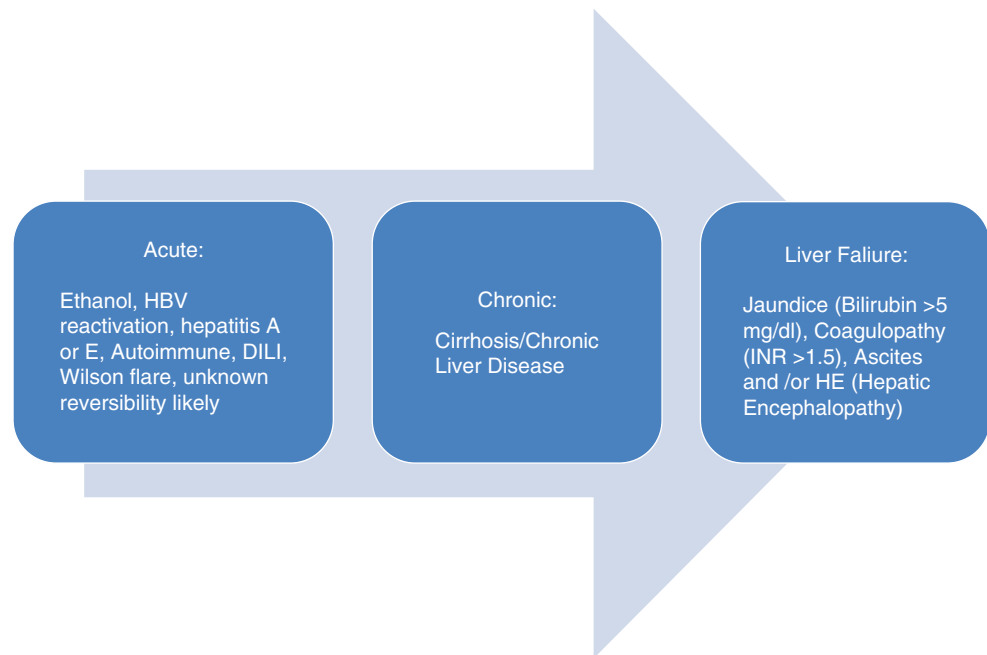 Acute:
Ethanol, HBV
reactivation, hepatitis A
or E, Autoimmune, DILI,
Wilson flare, unknown
reversibility likely
Chronic:
Cirrhosis/Chronic
Liver Disease
Liver Faliure:
Jaundice (Bilirubin >5
mg/dl), Coagulopathy
(INR >1.5), Ascites
and /or HE (Hepatic
Encephalopathy)